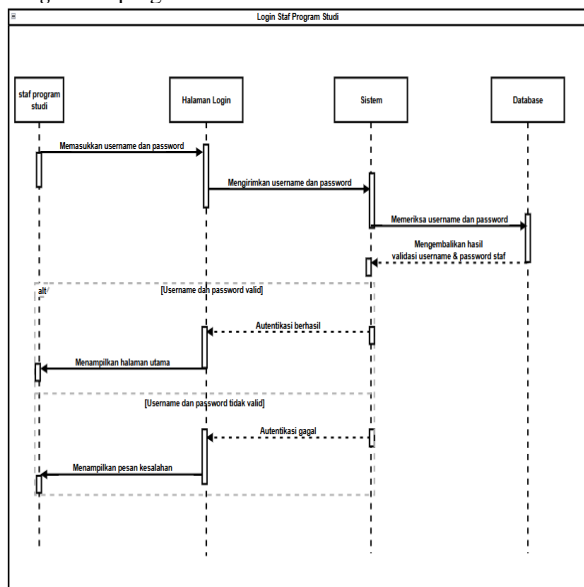 Login Staf Program Studi
staf program
studi
Halaman Login
Sistem
Database
Memasukkan username dan password
Mengirimkan username dan password
Memeriksa username dan password
Mengembalikan hasil
validasi username & password staf
alt
[Username dan password valid]
Autentikasi berhasil
Menampilkan halaman utama
[Username dan password tidak valid]
Autentikasi gagal
Menampilkan pesan kesalahan